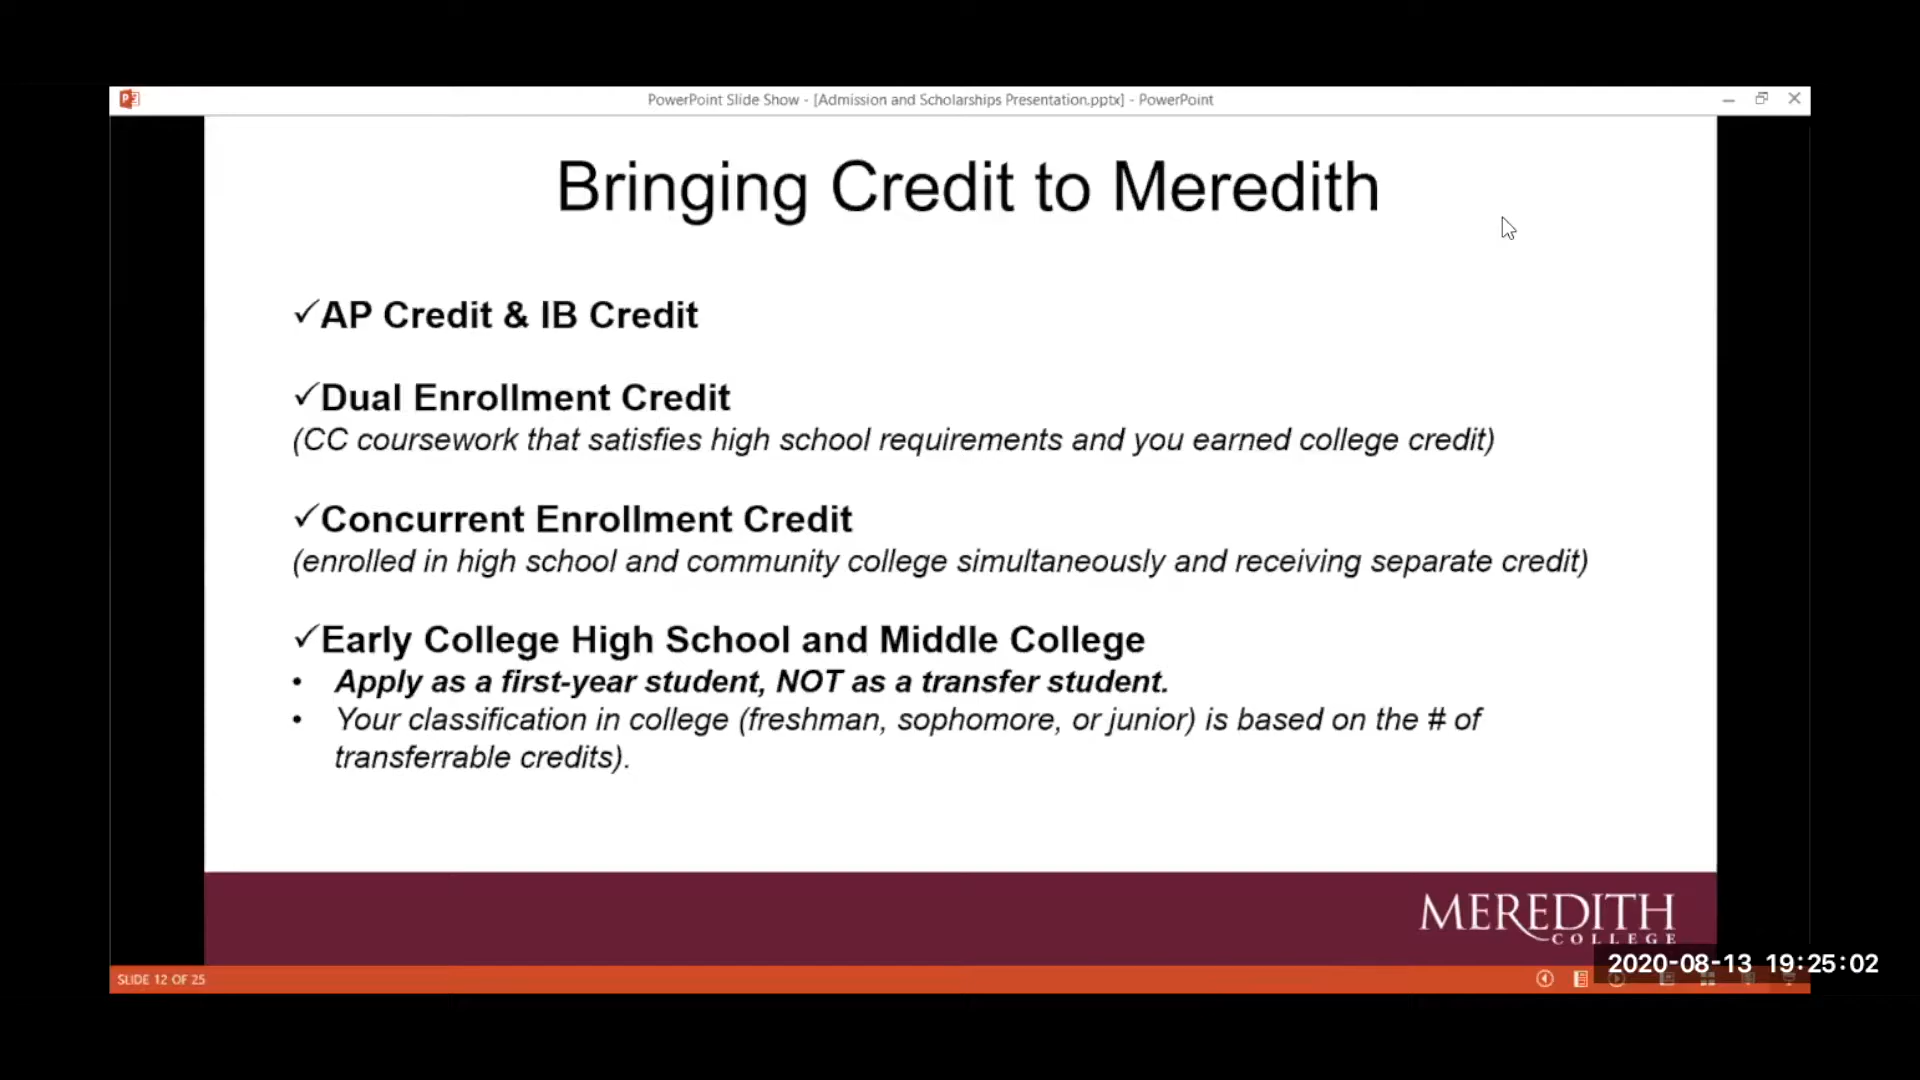 PowerPoint Slide Show - [Admission and Scholarships Presentation.pptx] - PowerPoint
Bringing Credit to Meredith
✓AP Credit & IB Credit
✓Dual Enrollment Credit
(CC coursework that satisfies high school requirements and you earned college credit)
✓Concurrent Enrollment Credit
(enrolled in high school and community college simultaneously and receiving separate credit)
✓Early College High School and Middle College
• Apply as a first-year student, NOT as a transfer student.
• Your classification in college (freshman, sophomore, or junior) is based on the # of
transferrable credits).
MEREDITH
COLLEGE
2020-08-13 19:25:02
SLIDE 12 OF 25